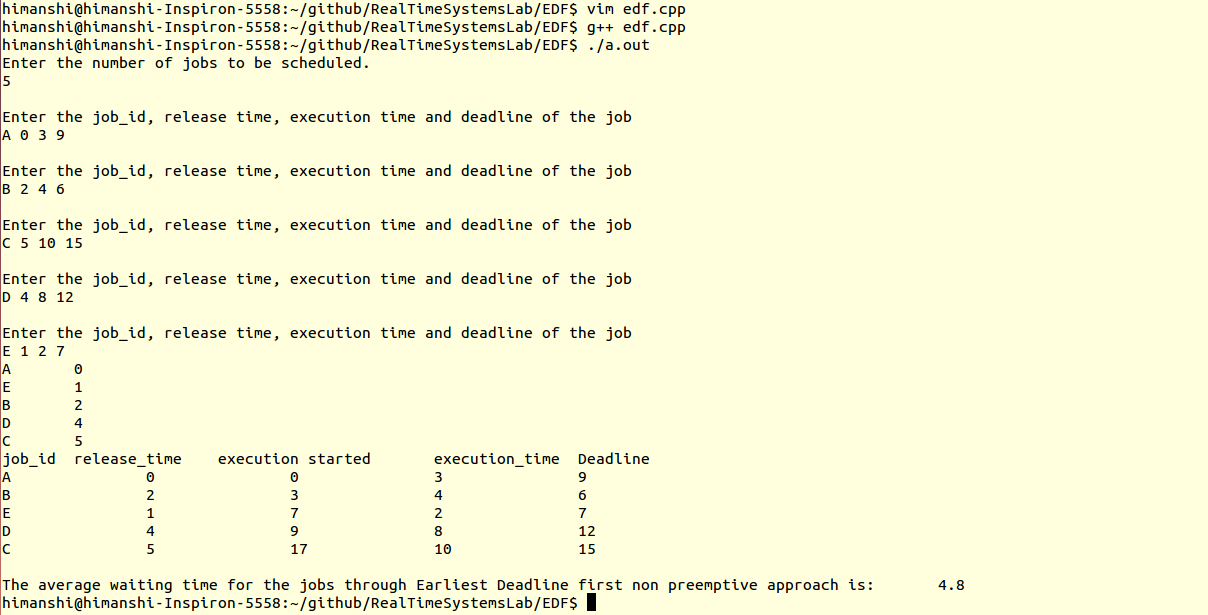 himanshi@himanshi-Inspiron-5558:~/github/RealTimeSystemsLab/EDF$ vim edf.cpp
himanshi@himanshi-Inspiron-5558:~/github/RealTimeSystemsLab/EDF$ g++ edf.cpp
himanshi@himanshi-Inspiron-5558:~/github/RealTimeSystemsLab/EDF$ ./a.out
Enter the number of jobs to be scheduled.
5

Enter the job_id, release time, execution time and deadline of the job
A 0 3 9

Enter the job_id, release time, execution time and deadline of the job
B 2 4 6

Enter the job_id, release time, execution time and deadline of the job
C 5 10 15

Enter the job_id, release time, execution time and deadline of the job
D 4 8 12

Enter the job_id, release time, execution time and deadline of the job
E 1 2 7
A       0
E       1
B       2
D       4
C       5
job_id  release_time    execution started       execution_time  Deadline
A               0               0               3               9
B               2               3               4               6
E               1               7               2               7
D               4               9               8               12
C               5               17              10              15

The average waiting time for the jobs through Earliest Deadline first non preemptive approach is:       4.8
himanshi@himanshi-Inspiron-5558:~/github/RealTimeSystemsLab/EDF$